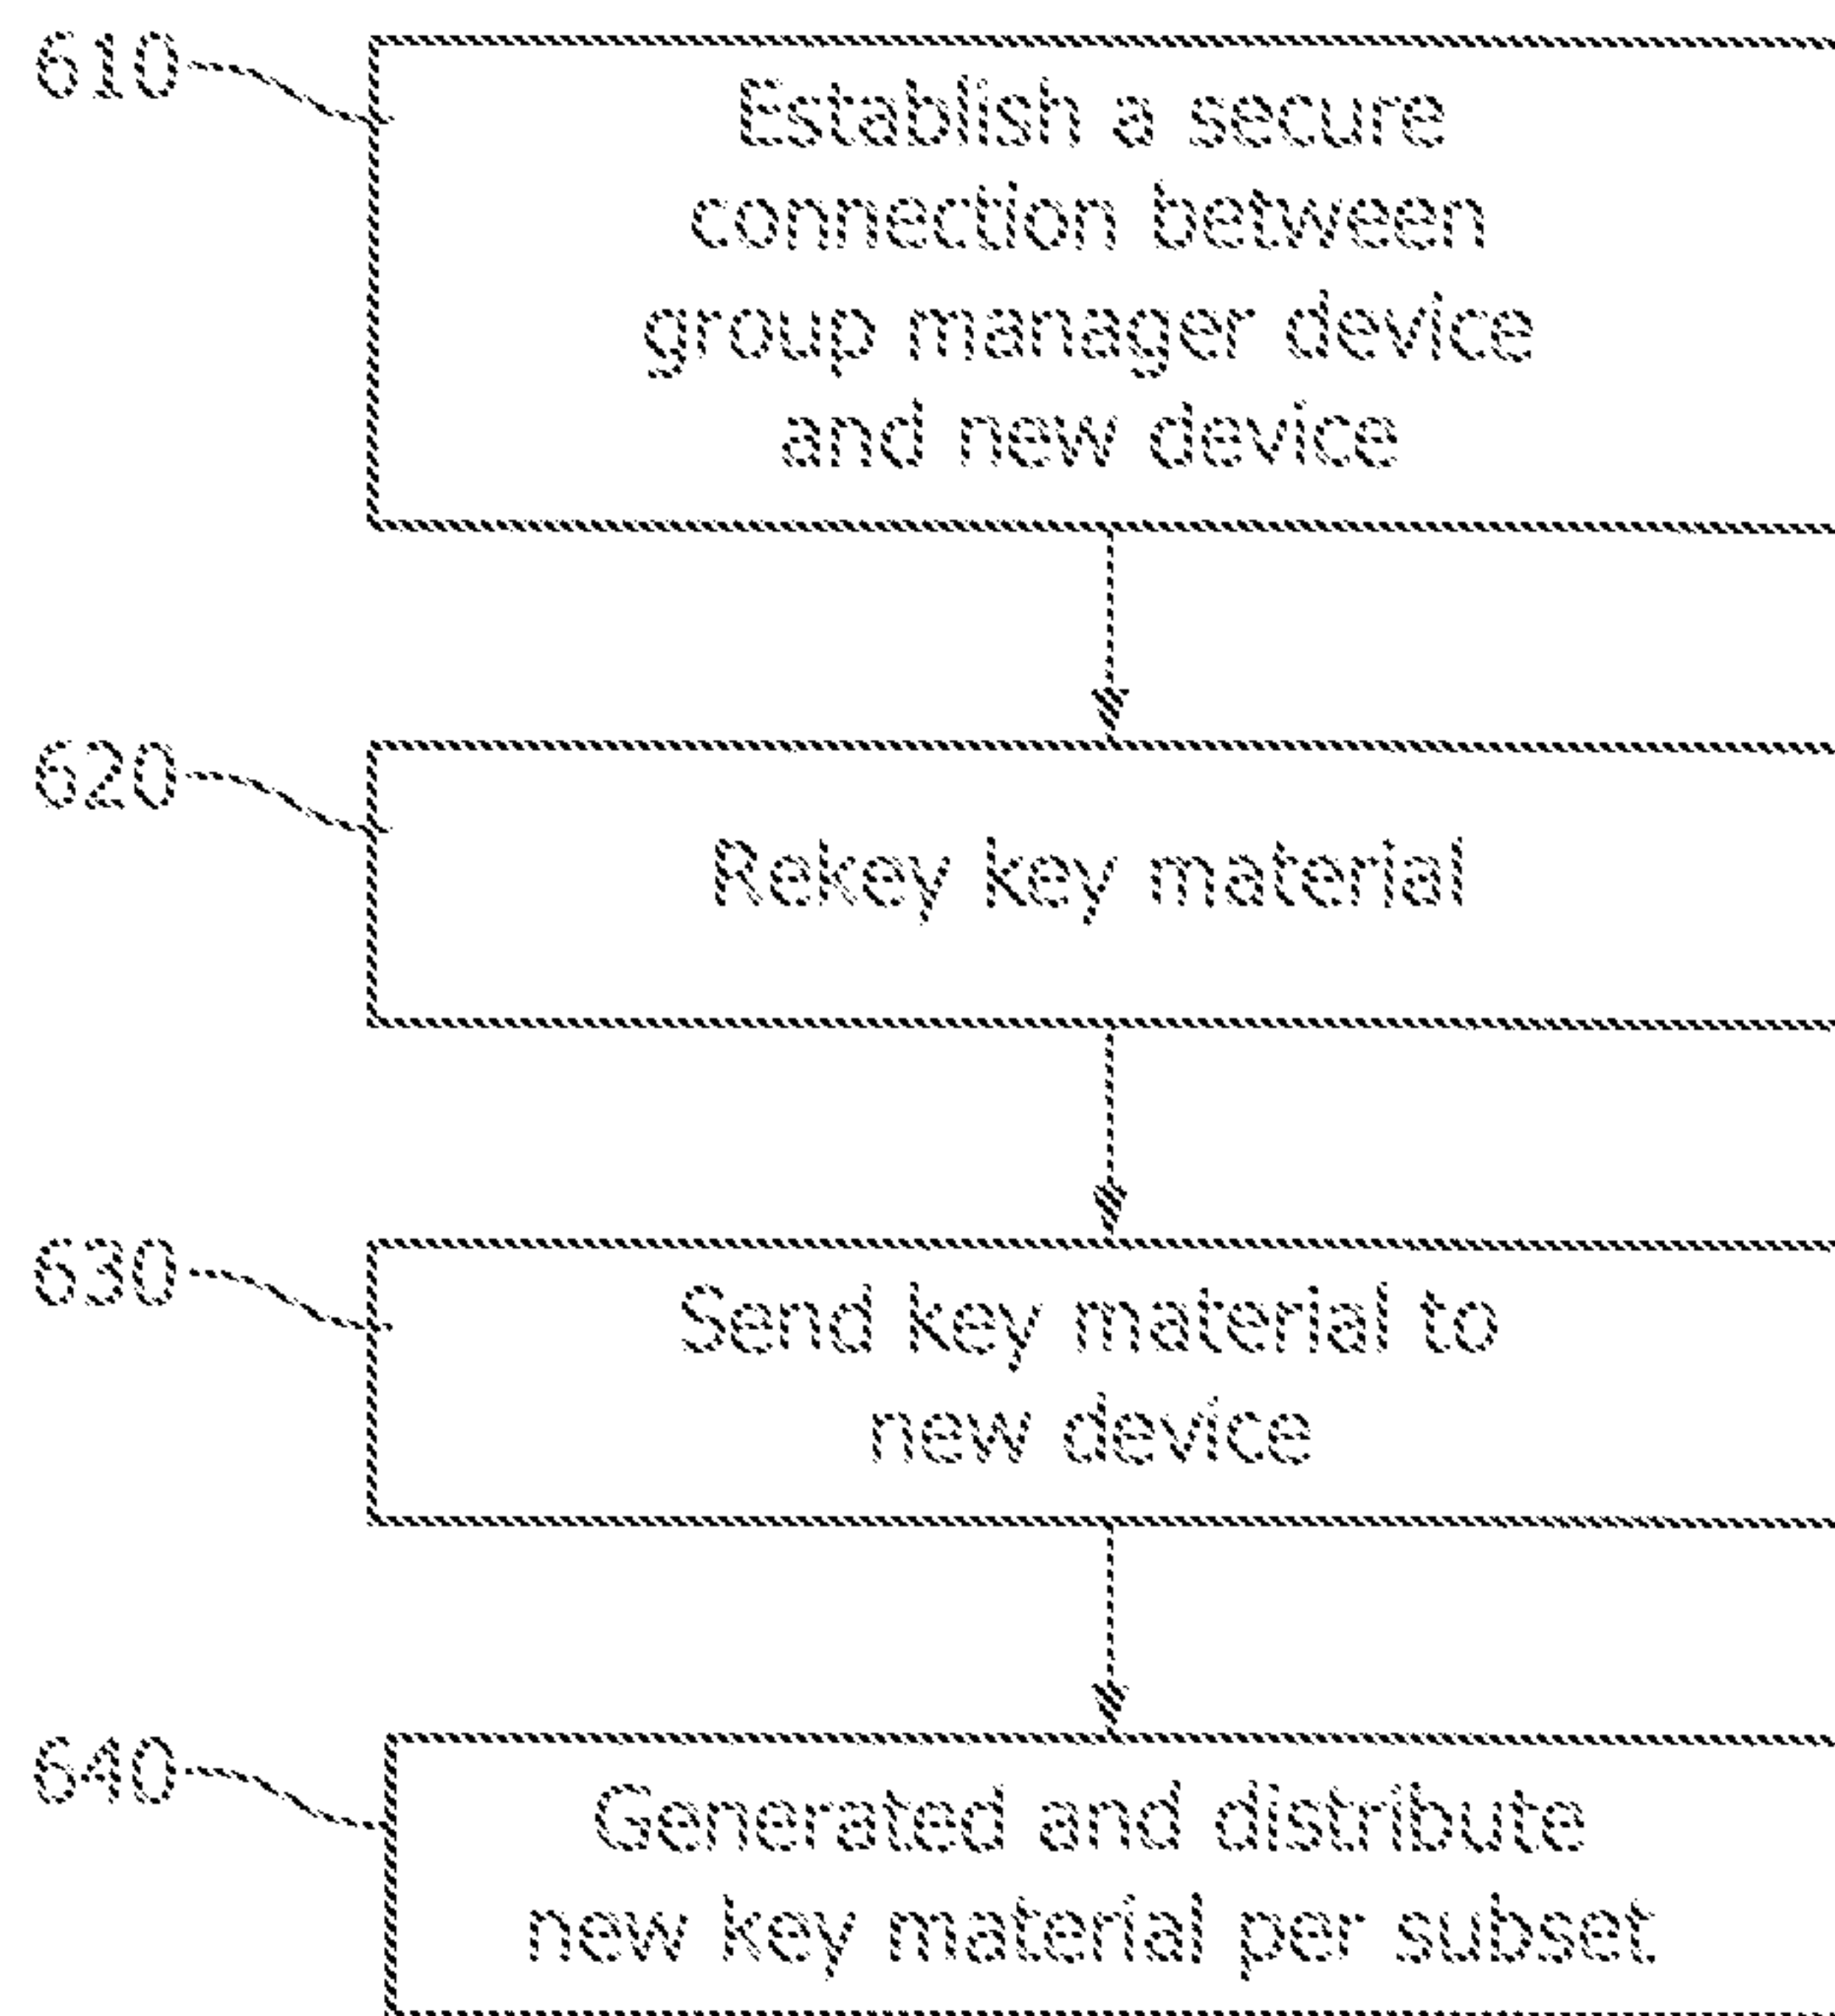 610
Establish a secure
connection between
group manager device
and new device
620
Rekey key material
630
Send key material to
new device
640
Generated and distribute
new key material per subset